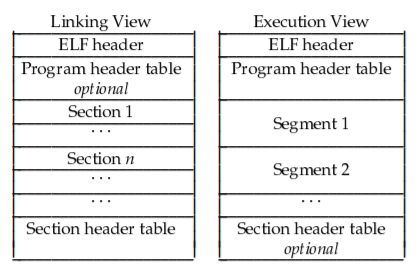 Linking View
ELF header
Program header table
optional
Section 1
. . .
Section n
. . .
. . .
Section header table
Execution View
ELF header
Program header table
Segment 1
Segment 2
. . .
Section header table
optional